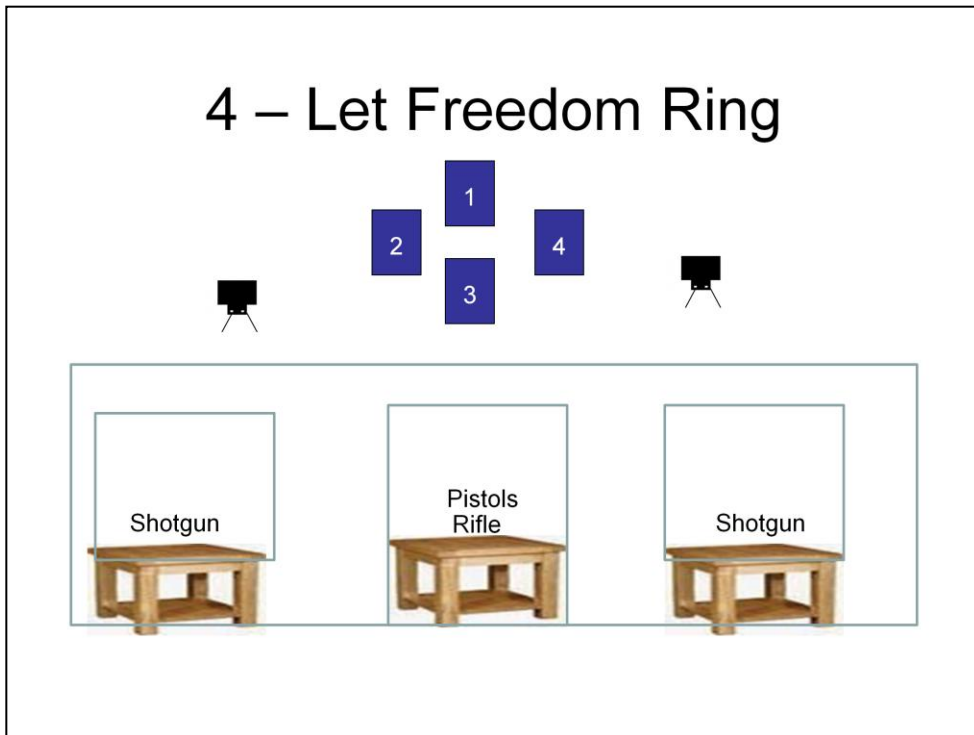 4 – Let Freedom Ring
1
2
4
3
Shotgun
Pistols
Rifle
Shotgun